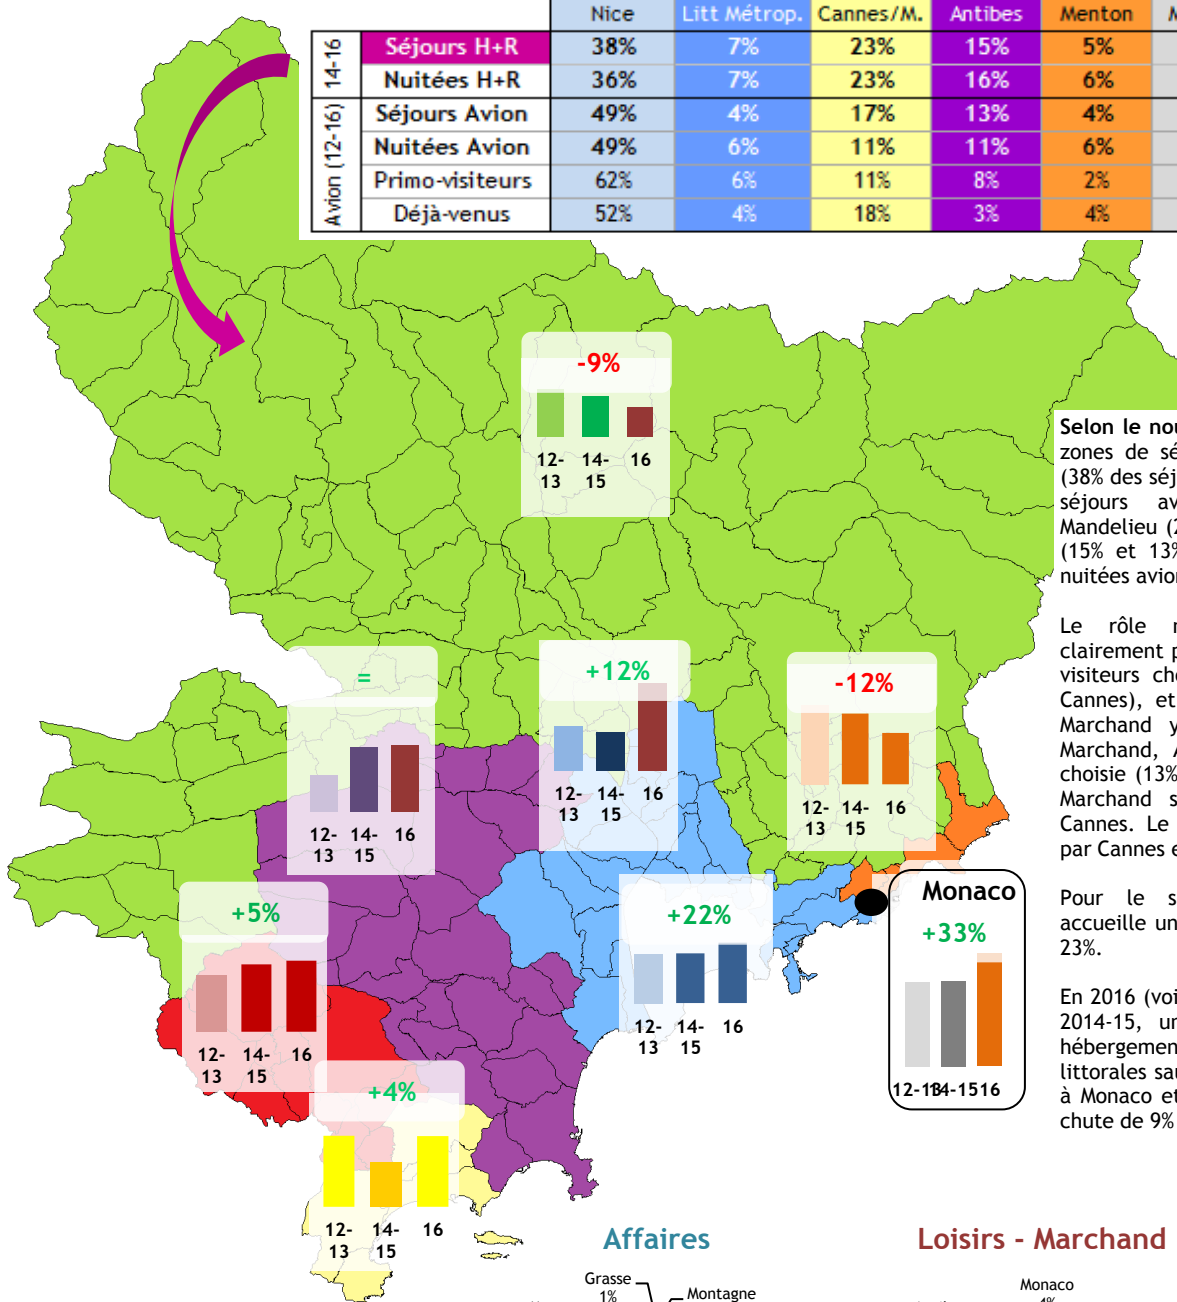 Nice Litt Métrop. Cannes/M. Antibes Menton
14-16
Séjours H+R 38% 7% 23% 15% 5%
Nuitées H+R 36% 7% 23% 16% 6%
Avion (12-16)
Séjours Avion 49% 4% 17% 13% 4%
Nuitées Avion 49% 6% 11% 11% 6%
Primo-visiteurs 62% 6% 11% 8% 2%
Déjà-venus 52% 4% 18% 3% 4%
-9%
12-13 14-15 16
Selon le nou
zones de sé
(38% des séj
séjours av
Mandelieu (2
(15% et 13%
nuitées avion
Le rôle
clairement p
visiteurs cho
Cannes), et
Marchand y
Marchand, A
choisie (13%
Marchand s
Cannes. Le
par Cannes e
Pour le s
accueille un
23%.
En 2016 (voi
2014-15, un
hébergemen
littorales sau
à Monaco et
chute de 9%
=
12-13 14-15 16
+12%
12-13 14-15 16
-12%
12-13 14-15 16
+5%
12-13 14-15 16
+22%
12-13 14-15 16
Monaco
+33%
12-13 14-15 16
+4%
12-13 14-15 16
Affaires
Loisirs - Marchand
Grasse
1%
Montagne
Monaco
4%